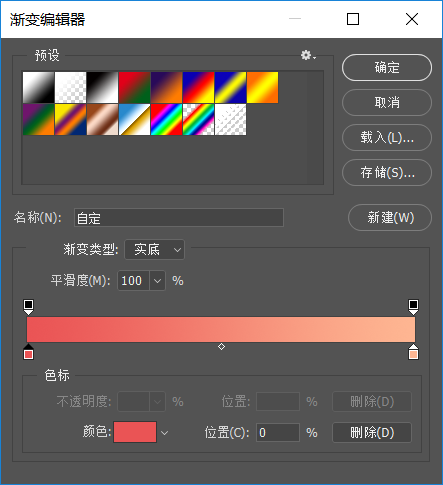 渐变编辑器
预设
确定
取消
载入(L)...
存储(S)...
名称(N): 自定
新建(W)
渐变类型: 实底
平滑度(M): 100 %
色标
不透明度: % 位置: % 删除(D)
颜色: 位置(C): 0 % 删除(D)